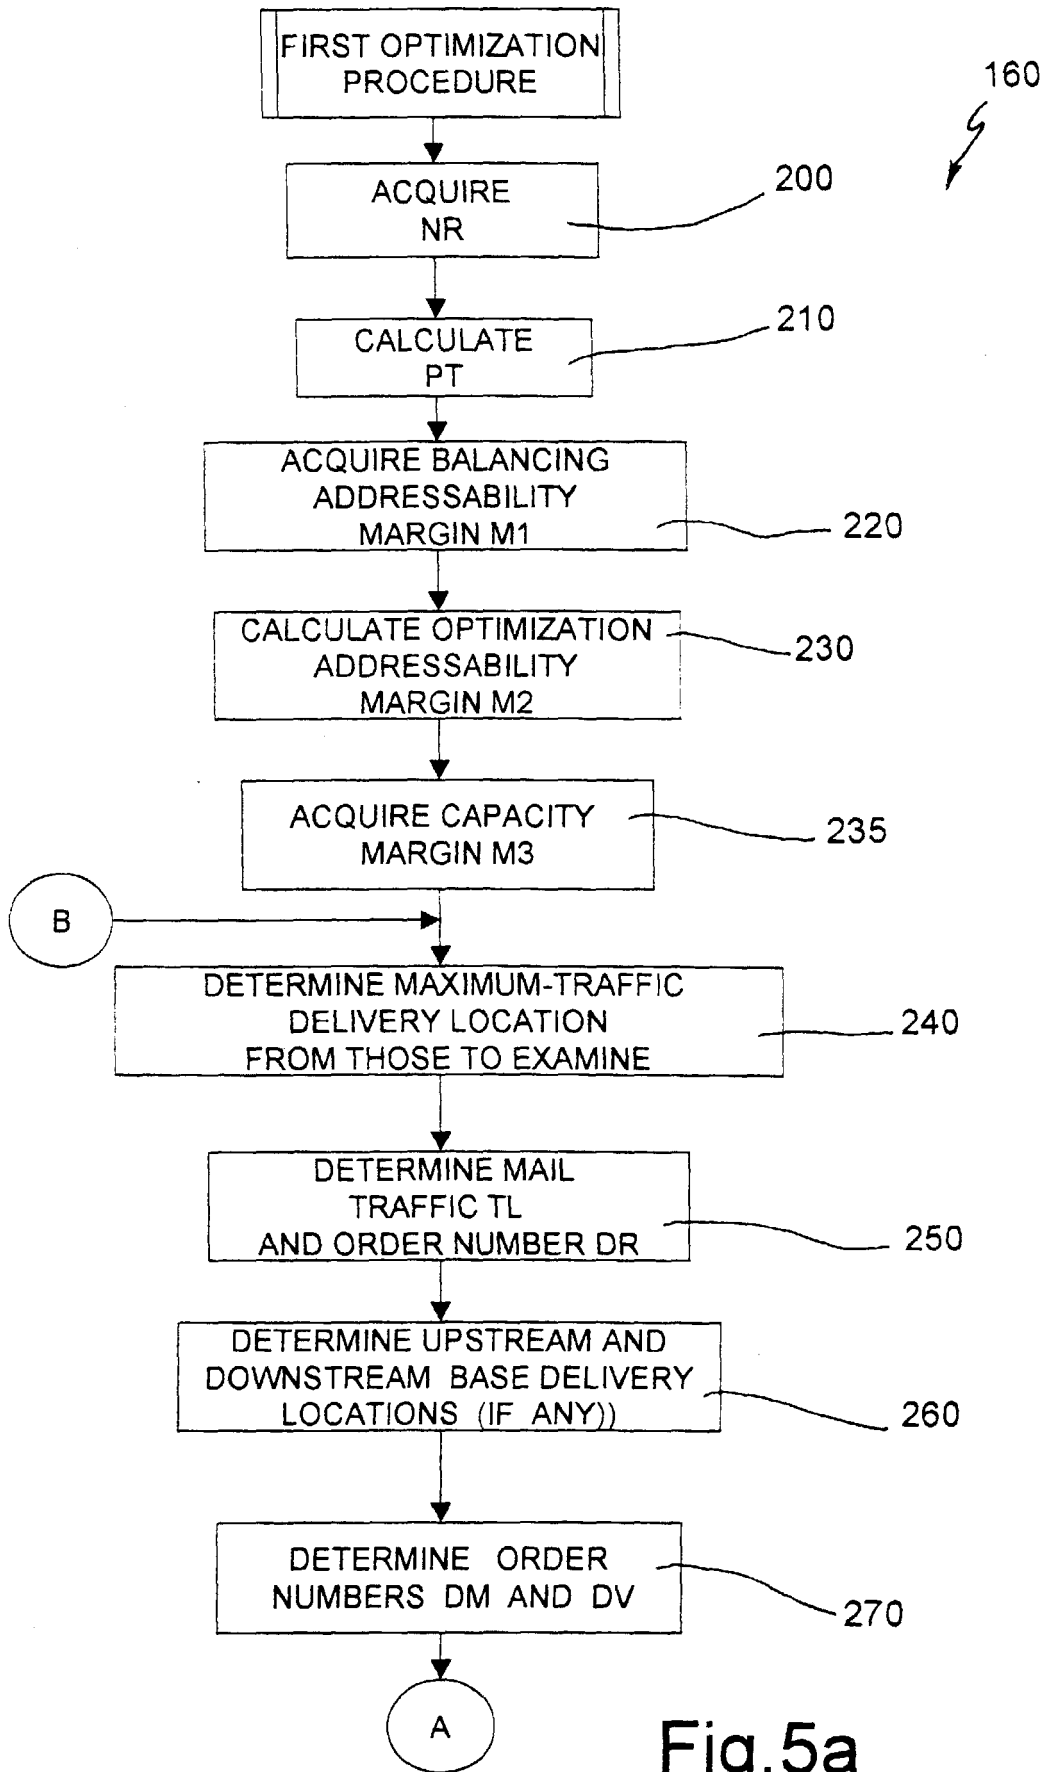 FIRST OPTIMIZATION
PROCEDURE
160
ACQUIRE
NR
200
CALCULATE
PT
210
ACQUIRE BALANCING
ADDRESSABILITY
MARGIN M1
220
CALCULATE OPTIMIZATION
ADDRESSABILITY
MARGIN M2
230
ACQUIRE CAPACITY
MARGIN M3
235
B
DETERMINE MAXIMUM-TRAFFIC
DELIVERY LOCATION
FROM THOSE TO EXAMINE
240
DETERMINE MAIL
TRAFFIC TL
AND ORDER NUMBER DR
250
DETERMINE UPSTREAM AND
DOWNSTREAM BASE DELIVERY
LOCATIONS (IF ANY))
260
DETERMINE ORDER
NUMBERS DM AND DV
270
A
Fig.5a